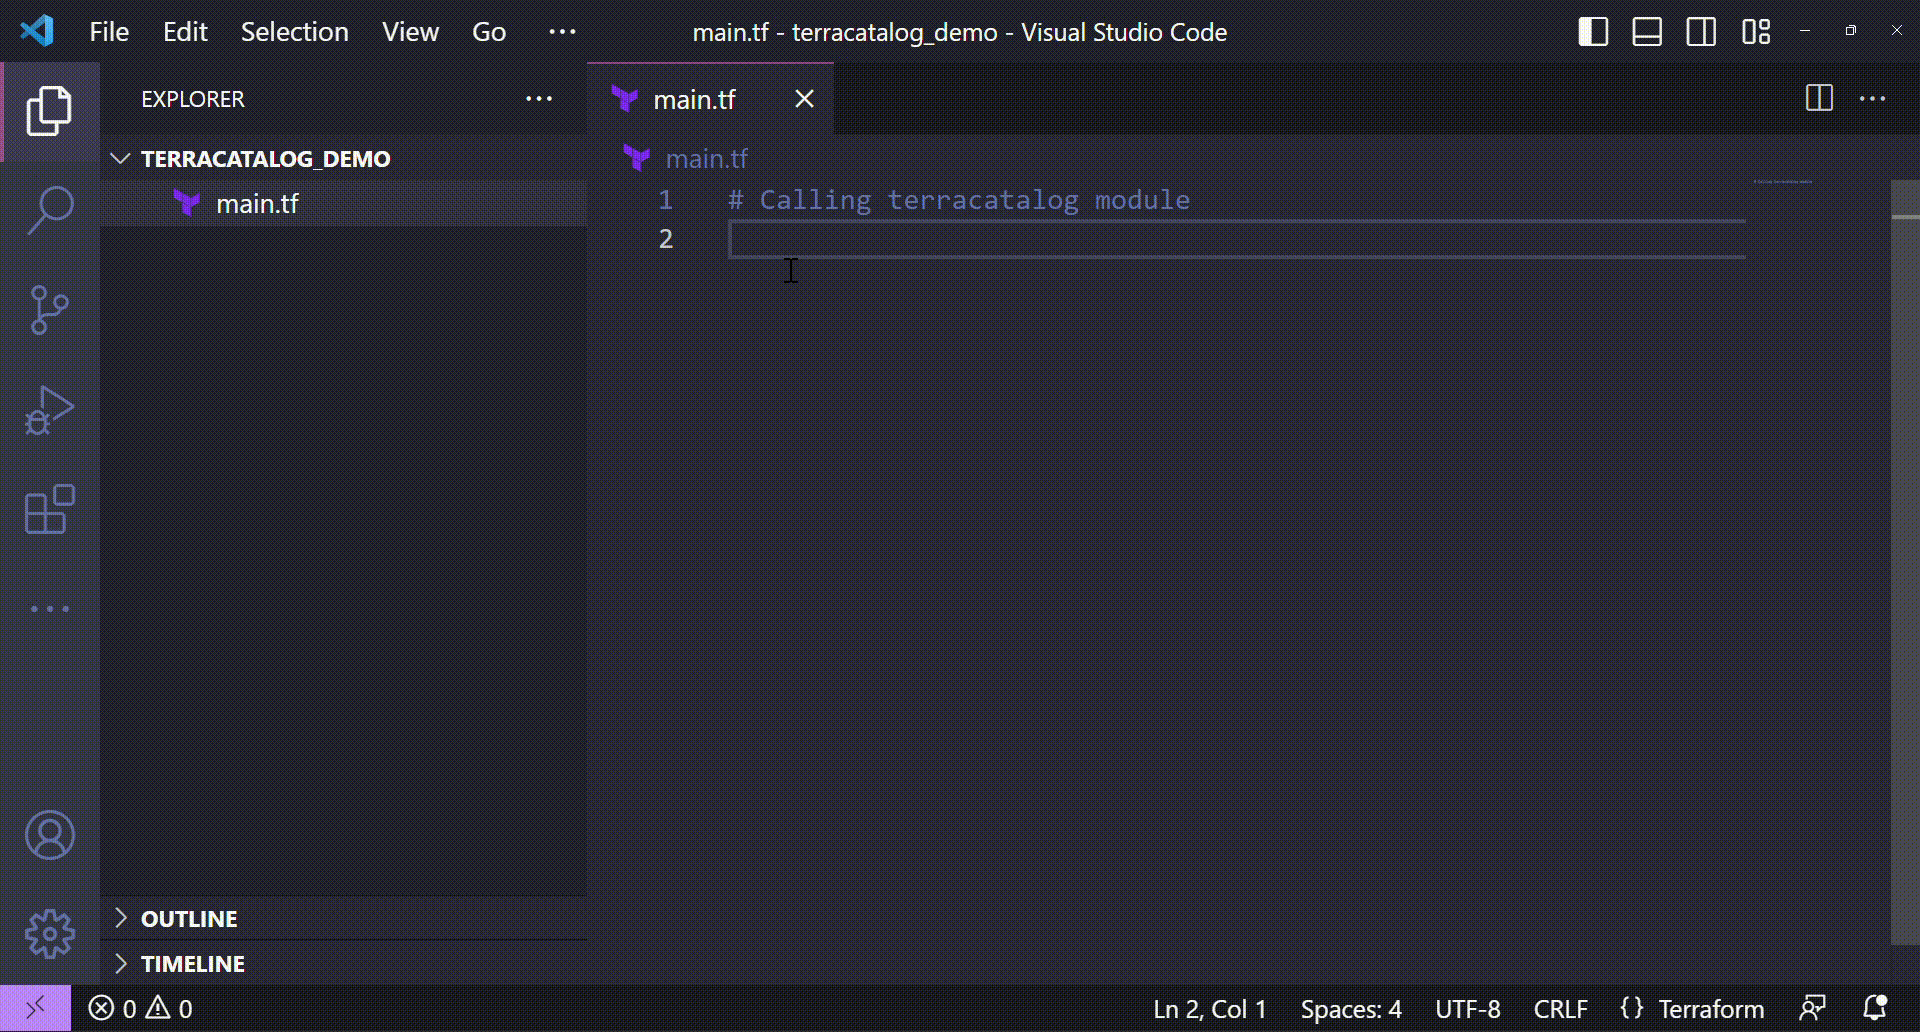 File Edit Selection View Go ···
main.tf - terracatalog_demo - Visual Studio Code
EXPLORER
TERRACATALOG_DEMO
main.tf
main.tf
main.tf
1 # Calling terracatalog module
2
OUTLINE
TIMELINE
0 0
Ln 2, Col 1 Spaces: 4 UTF-8 CRLF {} Terraform